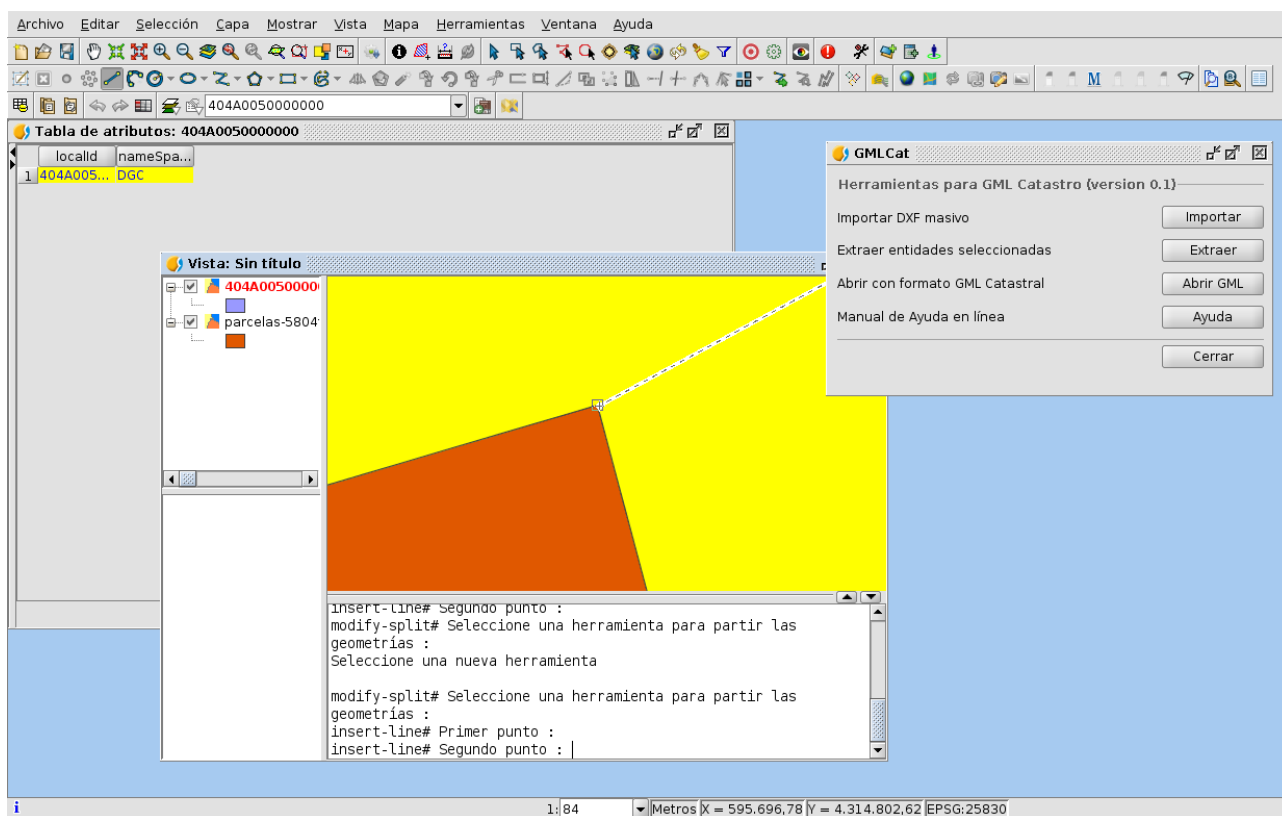 Archivo Editar Selección Capa Mostrar Vista Mapa Herramientas Ventana Ayuda
M
404A0050000000
Tabla de atributos: 404A0050000000
localId nameSpa...
1 404A005... DGC
GMLCat
Herramientas para GML Catastro (version 0.1)
Importar DXF masivo Importar
Extraer entidades seleccionadas Extraer
Abrir con formato GML Catastral Abrir GML
Manual de Ayuda en línea Ayuda
Cerrar
Vista: Sin título
404A00500000
parcelas-5804
insert-line# Segundo punto :
modify-split# Seleccione una herramienta para partir las
geometrías :
Seleccione una nueva herramienta
modify-split# Seleccione una herramienta para partir las
geometrías :
insert-line# Primer punto :
insert-line# Segundo punto :
1: 84 Metros X = 595.696,78 Y = 4.314.802,62 EPSG:25830